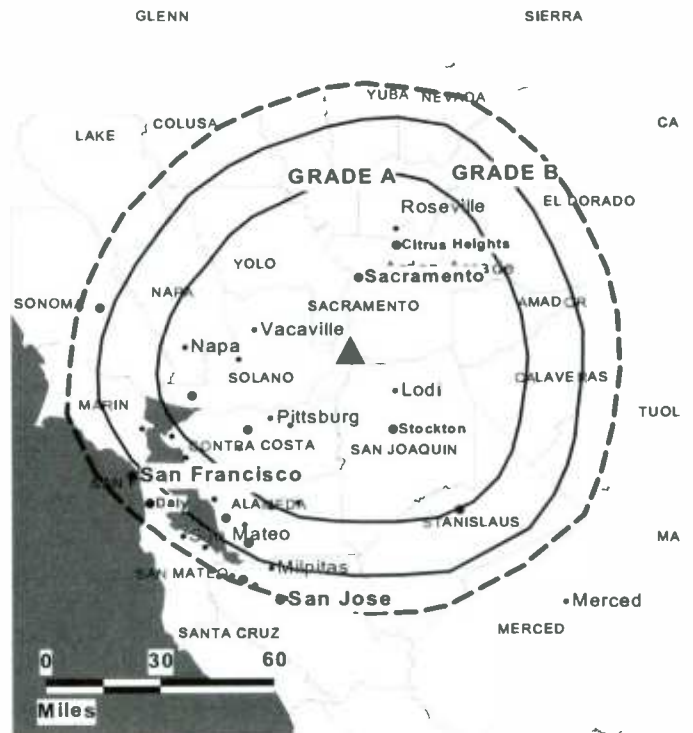 GLENN
SIERRA
YUBA
NEVADA
CA
COLUSA
LAKE
GRADE A
GRADE B
EL DORADO
Roseville
Citrus Heights
YOLO
Sacramento
NAPA
SONOMA
SACRAMENTO
AMADOR
Vacaville
Napa
SOLANO
CALAVERAS
Lodi
MARIN
TUOL
Pittsburg
Stockton
CONTRA COSTA
SAN JOAQUIN
San Francisco
SAN
Daly
ALAMEDA
STANISLAUS
Mateo
MA
Milpitas
SAN MATEO
San Jose
Merced
MERCED
SANTA CRUZ
0 30 60
Miles